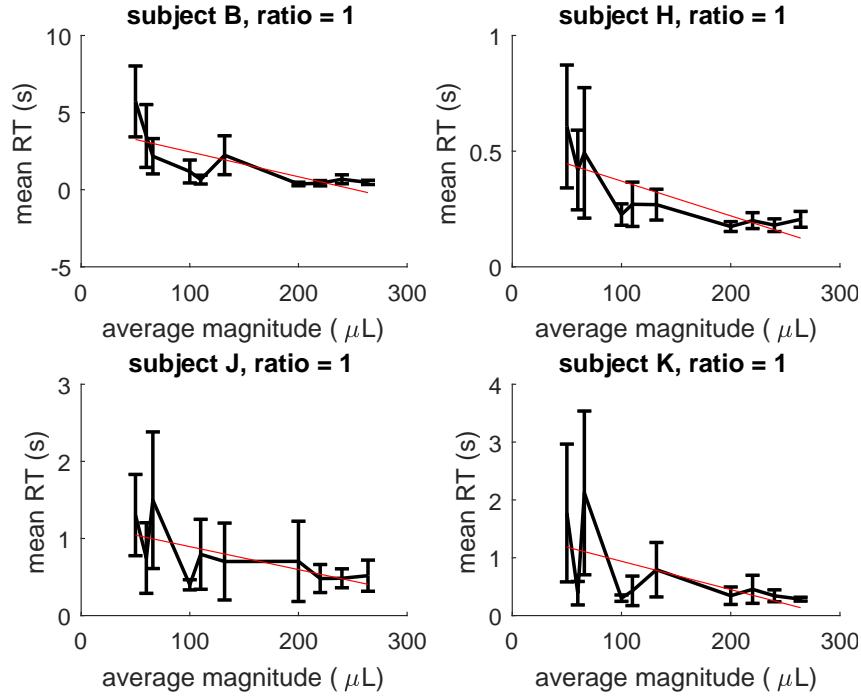 subject B, ratio = 1
10
5
0
-5
mean RT (s)
0
100
200
300
average magnitude ( μL)
subject H, ratio = 1
1
0.5
0
mean RT (s)
0
100
200
300
average magnitude ( μL)
subject J, ratio = 1
3
2
1
0
mean RT (s)
0
100
200
300
average magnitude ( μL)
subject K, ratio = 1
4
3
2
1
0
mean RT (s)
0
100
200
300
average magnitude ( μL)